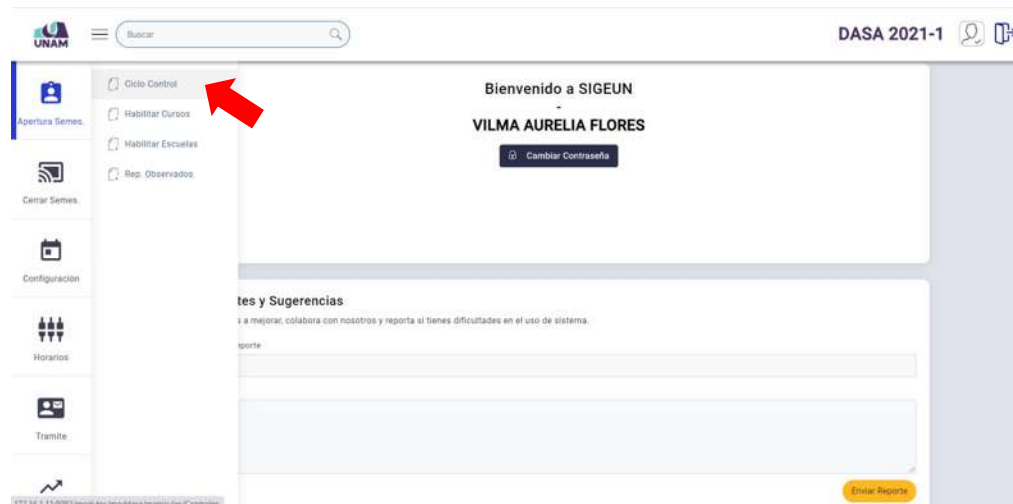 UNAM
Buscar
DASA 2021-1
Apertura Semes.
Cerrar Semes.
Configuración
Horarios
Tramite
Ciclo Control
Habilitar Cursos
Habilitar Escuelas
Rep. Observados
Bienvenido a SIGEUN
-
VILMA AURELIA FLORES
Cambiar Contraseña
tes y Sugerencias
s a mejorar, colabora con nosotros y reporta si tienes dificultades en el uso de sistema.
eporte
Enviar Reporte